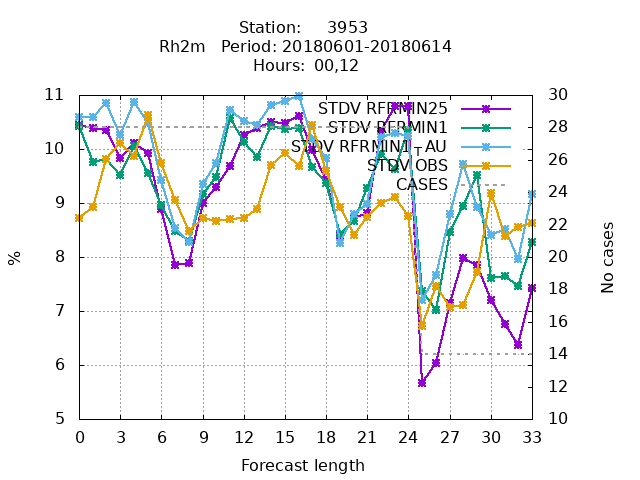 Station: 3953
Rh2m Period: 20180601-20180614
Hours: 00,12
STDV RFRMIN25
STDV RFRMIN1
STDV RFRMIN1-AU
STDV OBS
CASES
11
10
9
8
7
6
5
30
28
26
24
22
20
18
16
14
12
10
%
No cases
0 3 6 9 12 15 18 21 24 27 30 33
Forecast length